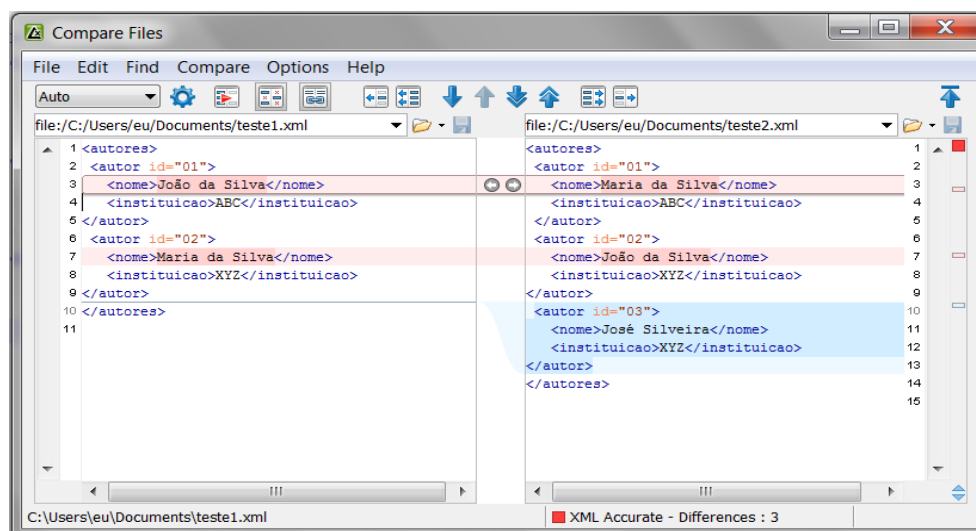 Compare Files
File Edit Find Compare Options Help
Auto
file:/C:/Users/eu/Documents/teste1.xml
1 <autores>
2 <autor id="01">
3 <nome>João da Silva</nome>
4 <instituicao>ABC</instituicao>
5 </autor>
6 <autor id="02">
7 <nome>Maria da Silva</nome>
8 <instituicao>XYZ</instituicao>
9 </autor>
10 </autores>
11
file:/C:/Users/eu/Documents/teste2.xml
<autores> 1
<autor id="01"> 2
<nome>Maria da Silva</nome> 3
<instituicao>ABC</instituicao> 4
</autor> 5
<autor id="02"> 6
<nome>João da Silva</nome> 7
<instituicao>XYZ</instituicao> 8
</autor> 9
<autor id="03"> 10
<nome>José Silveira</nome> 11
<instituicao>XYZ</instituicao> 12
</autor> 13
</autores> 14
15
C:\Users\eu\Documents\teste1.xml
XML Accurate - Differences : 3